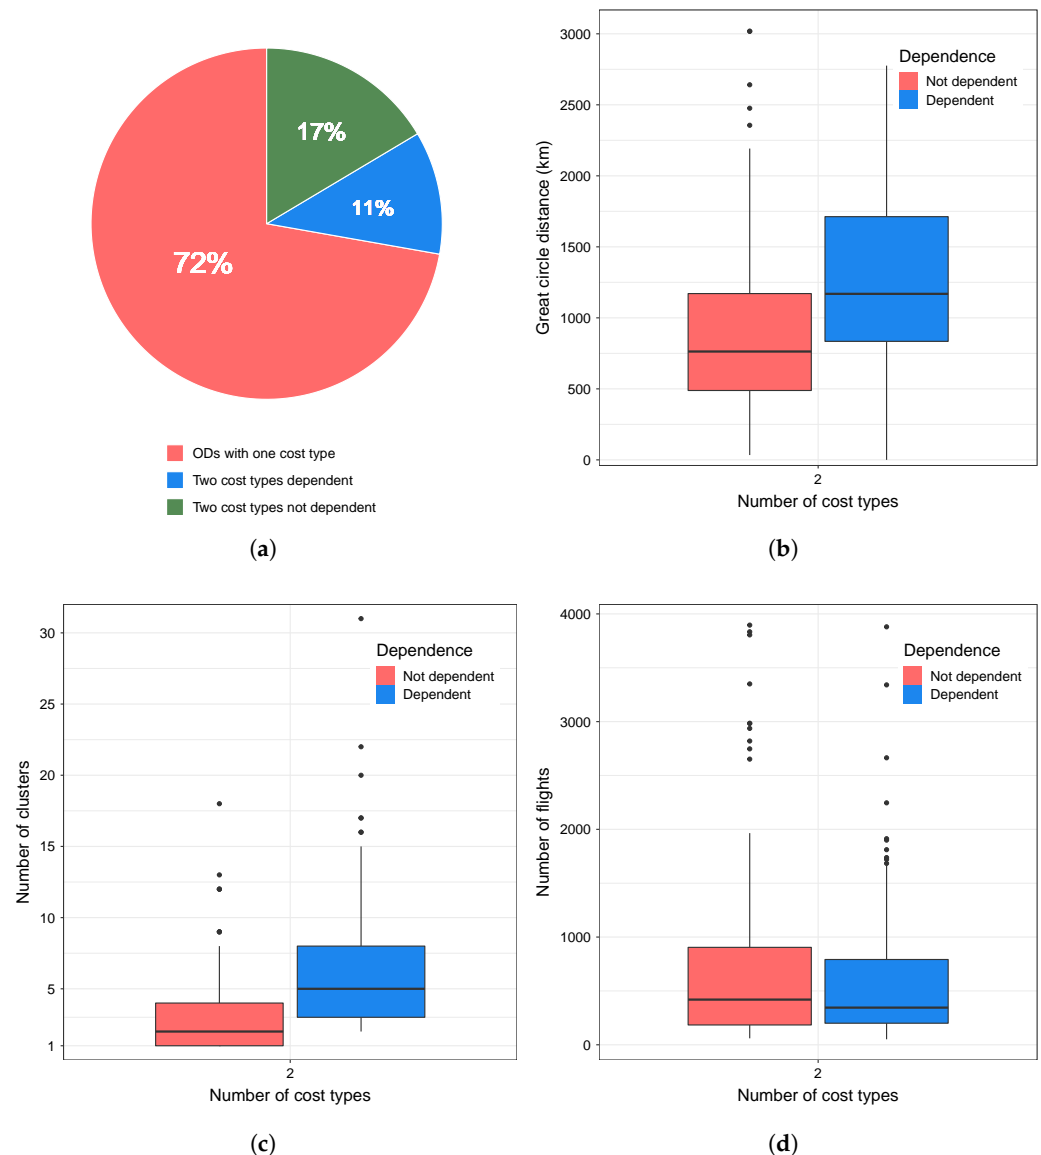 17%
11%
72%
ODs with one cost type
Two cost types dependent
Two cost types not dependent
(a)
3000
2500
2000
1500
1000
500
0
Great circle distance (km)
Dependence
Not dependent
Dependent
2
Number of cost types
(b)
30
25
20
15
10
5
1
Number of clusters
Dependence
Not dependent
Dependent
2
Number of cost types
(c)
4000
3000
2000
1000
0
Number of flights
Dependence
Not dependent
Dependent
2
Number of cost types
(d)